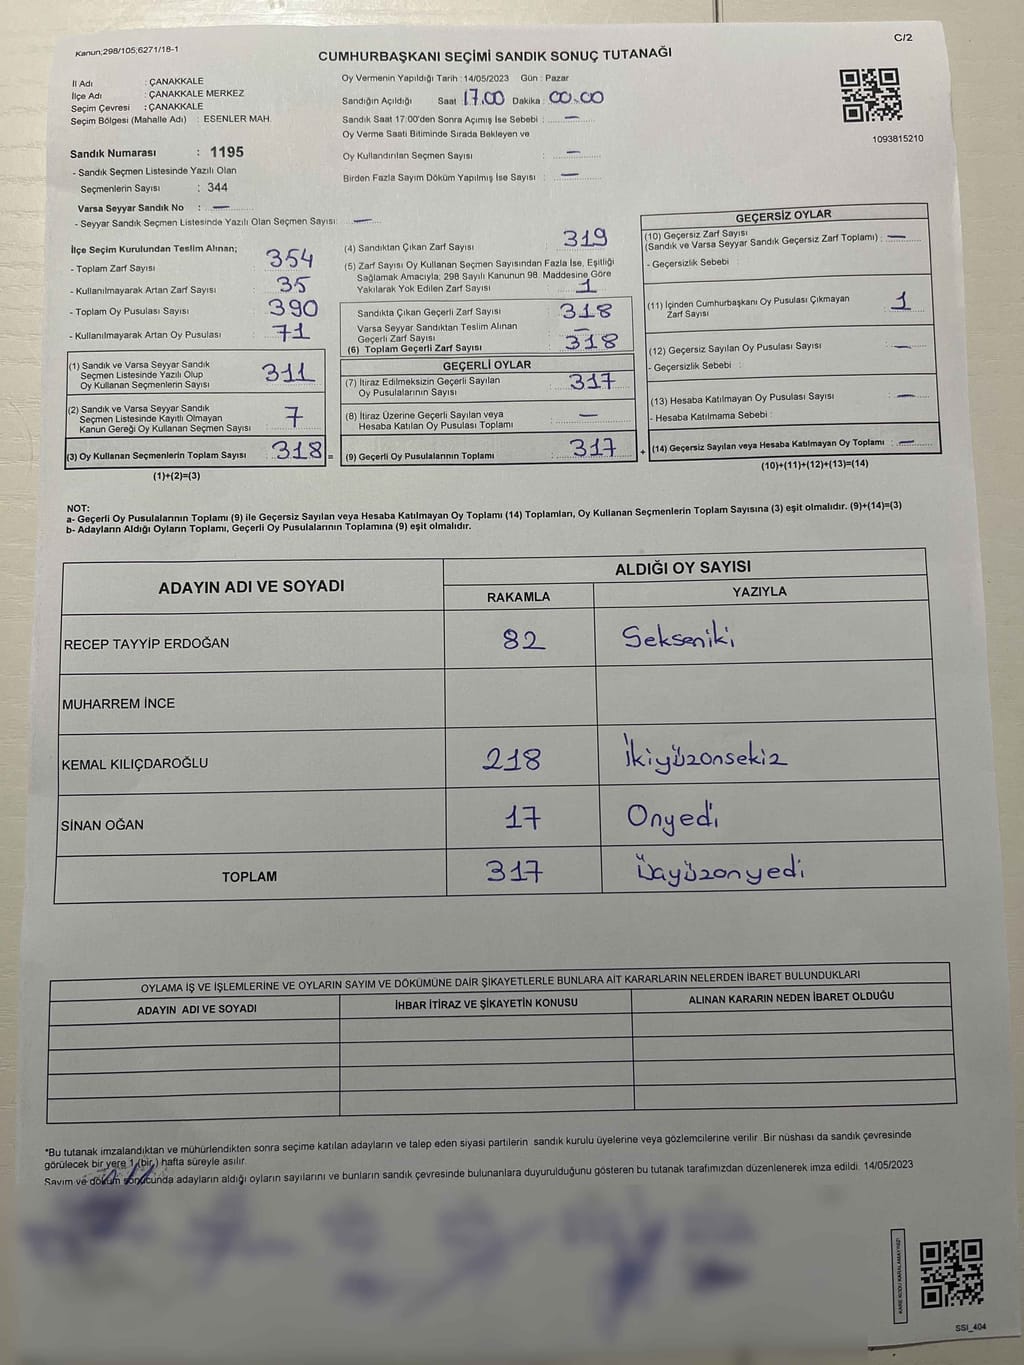 Kanun;298/105;6271/18-1
C/2
CUMHURBAŞKANI SEÇİMİ SANDIK SONUÇ TUTANAĞI
İl Adı : ÇANAKKALE
İlçe Adı : ÇANAKKALE MERKEZ
Seçim Çevresi : ÇANAKKALE
Seçim Bölgesi (Mahalle Adı) : ESENLER MAH.
Sandık Numarası : 1195
- Sandık Seçmen Listesinde Yazılı Olan
Seçmenlerin Sayısı : 344
Varsa Seyyar Sandık No : —
- Seyyar Sandık Seçmen Listesinde Yazılı Olan Seçmen Sayısı: —
Oy Vermenin Yapıldığı Tarih : 14/05/2023 Gün : Pazar
Sandığın Açıldığı Saat 17.00 Dakika : 00.00
Sandık Saat 17:00'den Sonra Açımış İse Sebebi : —
Oy Verme Saati Bitiminde Sırada Bekleyen ve
Oy Kullandırılan Seçmen Sayısı : —
Birden Fazla Sayım Döküm Yapılmış İse Sayısı : —
1093815210
İlçe Seçim Kurulundan Teslim Alınan;
- Toplam Zarf Sayısı 354
- Kullanılmayarak Artan Zarf Sayısı : 35
- Toplam Oy Pusulası Sayısı : 390
- Kullanılmayarak Artan Oy Pusulası : 71
(1) Sandık ve Varsa Seyyar Sandık
Seçmen Listesinde Yazılı Olup
Oy Kullanan Seçmenlerin Sayısı 311
(2) Sandık ve Varsa Seyyar Sandık
Seçmen Listesinde Kayıtlı Olmayan
Kanun Gereği Oy Kullanan Seçmen Sayısı : 7
(3) Oy Kullanan Seçmenlerin Toplam Sayısı : 318 =
(1)+(2)=(3)
(4) Sandıktan Çıkan Zarf Sayısı : 319
(5) Zarf Sayısı Oy Kullanan Seçmen Sayısından Fazla İse, Eşitliği
Sağlamak Amacıyla; 298 Sayılı Kanunun 98. Maddesine Göre
Yakılarak Yok Edilen Zarf Sayısı : 1
Sandıkta Çıkan Geçerli Zarf Sayısı : 318
Varsa Seyyar Sandıktan Teslim Alınan
Geçerli Zarf Sayısı : —
(6) Toplam Geçerli Zarf Sayısı : 318
GEÇERLİ OYLAR
(7) İtiraz Edilmeksizin Geçerli Sayılan
Oy Pusulalarının Sayısı : 317
(8) İtiraz Üzerine Geçerli Sayılan veya
Hesaba Katılan Oy Pusulası Toplamı : —
(9) Geçerli Oy Pusulalarının Toplamı : 317 +
GEÇERSİZ OYLAR
(10) Geçersiz Zarf Sayısı
(Sandık ve Varsa Seyyar Sandık Geçersiz Zarf Toplamı) : —
- Geçersizlik Sebebi :
(11) İçinden Cumhurbaşkanı Oy Pusulası Çıkmayan
Zarf Sayısı : 1
(12) Geçersiz Sayılan Oy Pusulası Sayısı : —
- Geçersizlik Sebebi :
(13) Hesaba Katılmayan Oy Pusulası Sayısı : —
- Hesaba Katılmama Sebebi :
(14) Geçersiz Sayılan veya Hesaba Katılmayan Oy Toplamı : —
(10)+(11)+(12)+(13)=(14)
NOT:
a- Geçerli Oy Pusulalarının Toplamı (9) ile Geçersiz Sayılan veya Hesaba Katılmayan Oy Toplamı (14) Toplamları, Oy Kullanan Seçmenlerin Toplam Sayısına (3) eşit olmalıdır. (9)+(14)=(3)
b- Adayların Aldığı Oyların Toplamı, Geçerli Oy Pusulalarının Toplamına (9) eşit olmalıdır.
ADAYIN ADI VE SOYADI
ALDIĞI OY SAYISI
RAKAMLA YAZIYLA
RECEP TAYYİP ERDOĞAN 82 Sekseniki
MUHARREM İNCE
KEMAL KILIÇDAROĞLU 218 İkiyüzonsekiz
SİNAN OĞAN 17 Onyedi
TOPLAM 317 Üçyüzonyedi
OYLAMA İŞ VE İŞLEMLERİNE VE OYLARIN SAYIM VE DÖKÜMÜNE DAİR ŞİKAYETLERLE BUNLARA AİT KARARLARIN NELERDEN İBARET BULUNDUKLARI
ADAYIN ADI VE SOYADI İHBAR İTİRAZ VE ŞİKAYETİN KONUSU ALINAN KARARIN NEDEN İBARET OLDUĞU
*Bu tutanak imzalandıktan ve mühürlendikten sonra seçime katılan adayların ve talep eden siyasi partilerin sandık kurulu üyelerine veya gözlemcilerine verilir .Bir nüshası da sandık çevresinde
görülecek bir yere 1 (bir ) hafta süreyle asılır.
Sayım ve döküm sonucunda adayların aldığı oyların sayılarını ve bunların sandık çevresinde bulunanlara duyurulduğunu gösteren bu tutanak tarafımızdan düzenlenerek imza edildi. 14/05/2023
KARE KODU KARALAMAYINIZ!
SSI_404